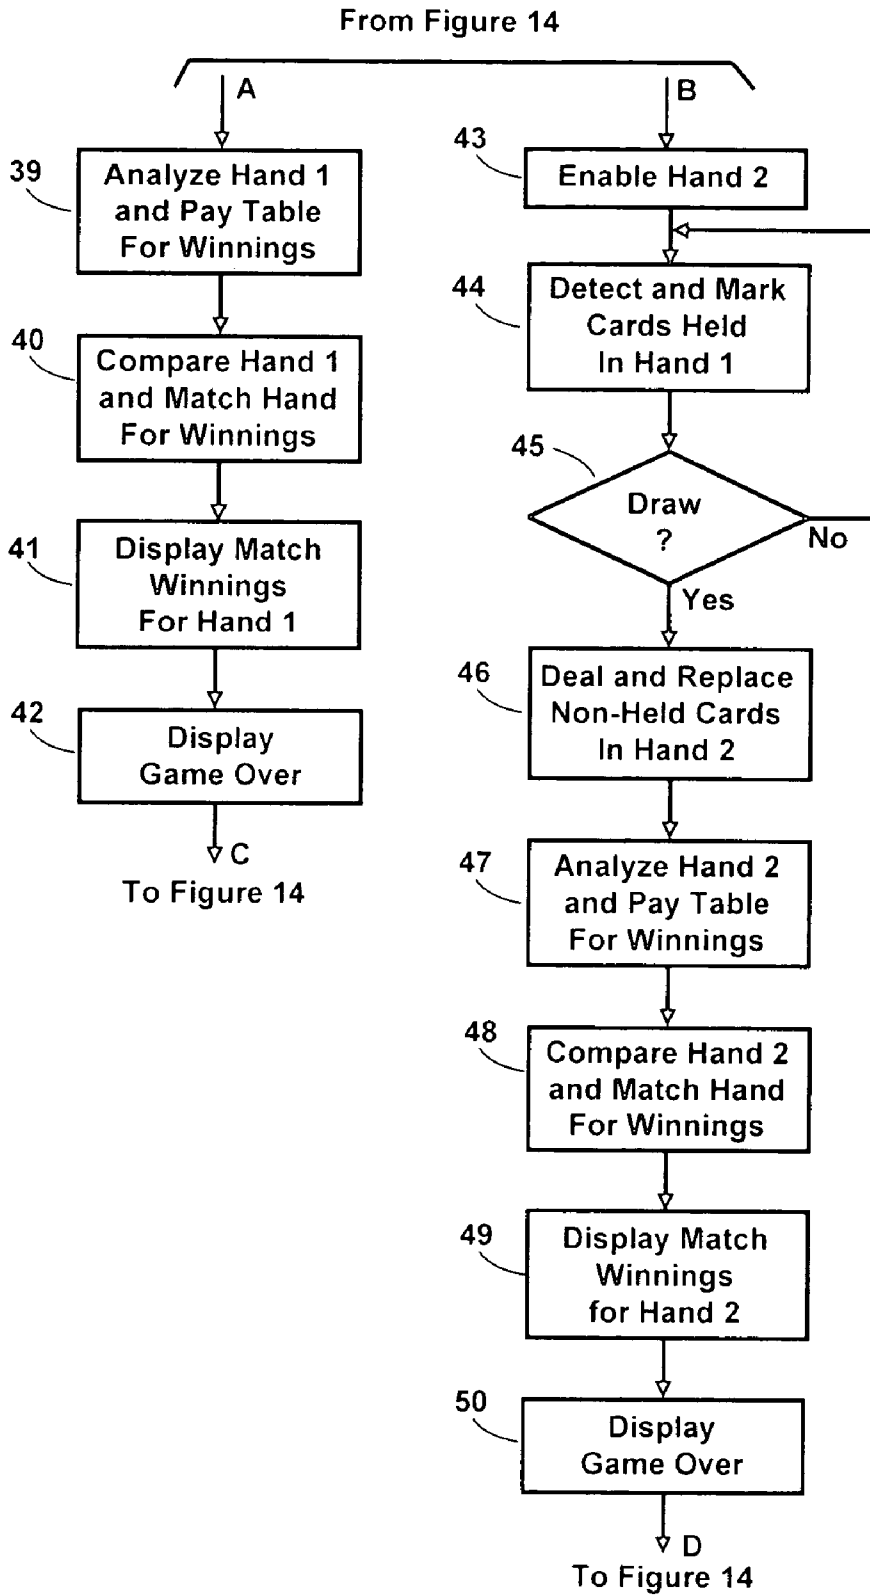 From Figure 14
A
39
Analyze Hand 1
and Pay Table
For Winnings
40
Compare Hand 1
and Match Hand
For Winnings
41
Display Match
Winnings
For Hand 1
42
Display
Game Over
C
To Figure 14
B
43
Enable Hand 2
44
Detect and Mark
Cards Held
In Hand 1
45
Draw
?
No
Yes
46
Deal and Replace
Non-Held Cards
In Hand 2
47
Analyze Hand 2
and Pay Table
For Winnings
48
Compare Hand 2
and Match Hand
For Winnings
49
Display Match
Winnings
for Hand 2
50
Display
Game Over
D
To Figure 14